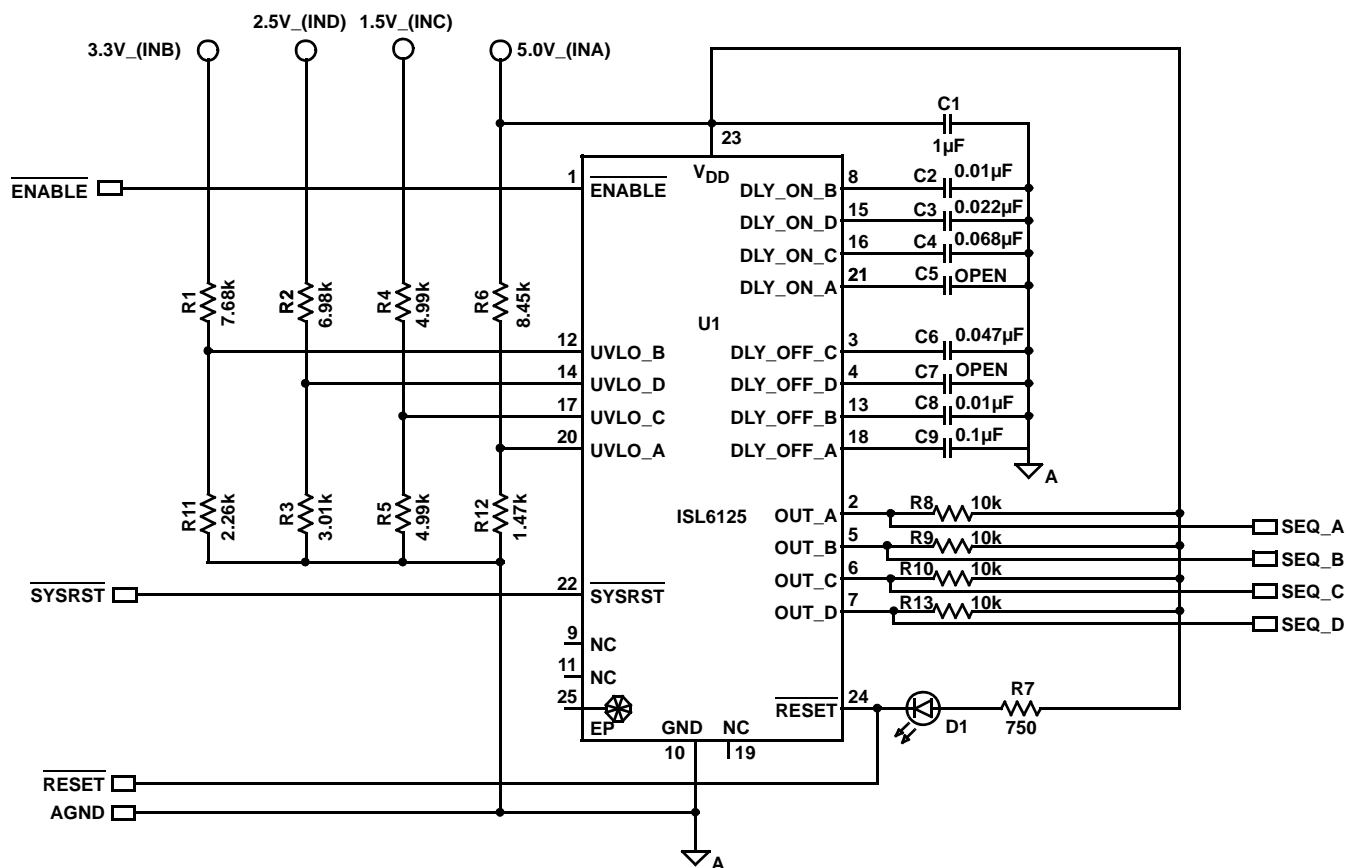 2.5V_(IND) 1.5V_(INC)
3.3V_(INB) 5.0V_(INA)
C1
1µF
23
VDD
ENABLE
1 ENABLE
DLY_ON_B 8 C2 0.01µF
DLY_ON_D 15 C3 0.022µF
DLY_ON_C 16 C4 0.068µF
DLY_ON_A 21 C5 OPEN
R1 7.68k
R2 6.98k
R4 4.99k
R6 8.45k
U1
12 UVLO_B
14 UVLO_D
17 UVLO_C
20 UVLO_A
DLY_OFF_C 3 C6 0.047µF
DLY_OFF_D 4 C7 OPEN
DLY_OFF_B 13 C8 0.01µF
DLY_OFF_A 18 C9 0.1µF
A
R11 2.26k
R3 3.01k
R5 4.99k
R12 1.47k
ISL6125
OUT_A 2 R8 10k SEQ_A
OUT_B 5 R9 10k SEQ_B
OUT_C 6 R10 10k SEQ_C
OUT_D 7 R13 10k SEQ_D
SYSRST
22 SYSRST
9 NC
11 NC
25
EP
GND
10
NC
19
RESET 24
D1
R7
750
RESET
AGND
A